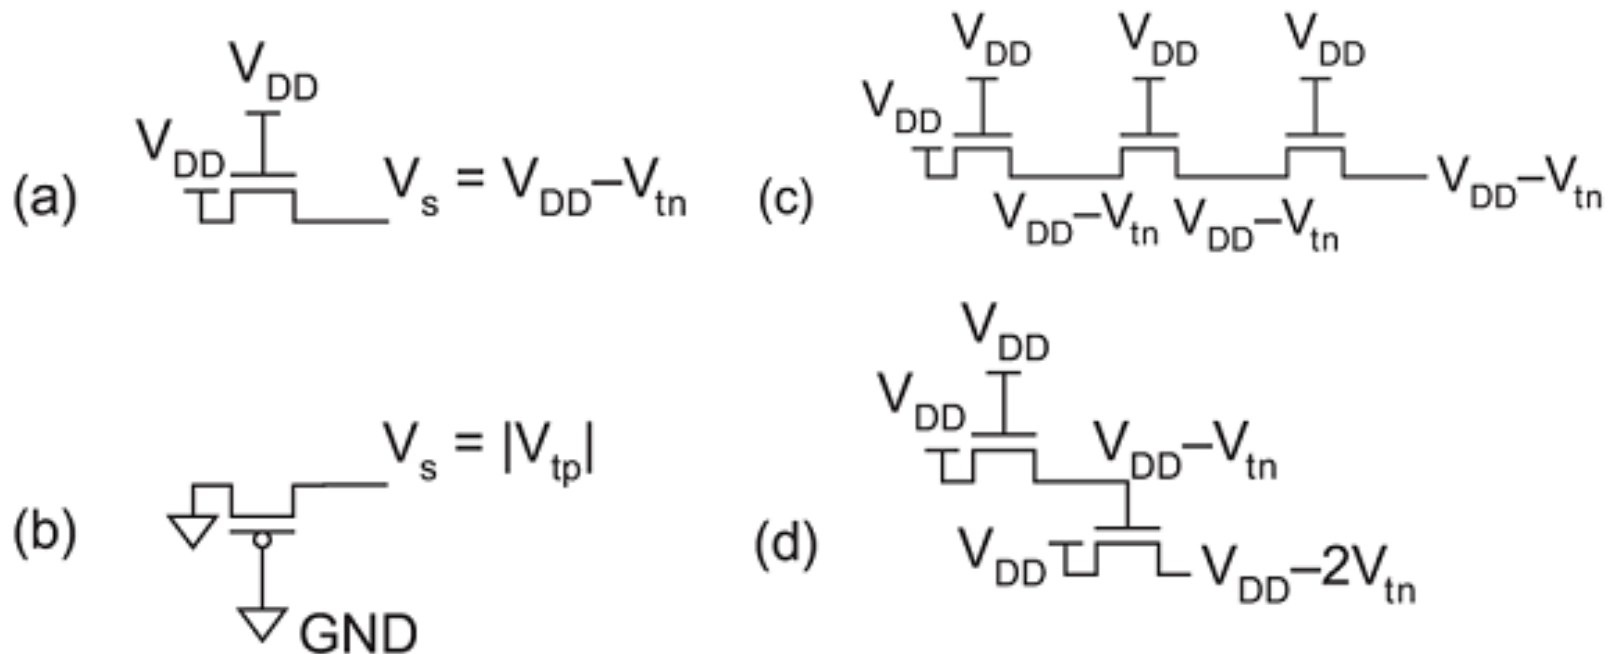 (a)
V_DD
V_DD
V_s = V_DD–V_tn
(b)
V_s = |V_tp|
GND
(c)
V_DD V_DD V_DD
V_DD
V_DD–V_tn V_DD–V_tn V_DD–V_tn
(d)
V_DD
V_DD
V_DD–V_tn
V_DD V_DD–2V_tn